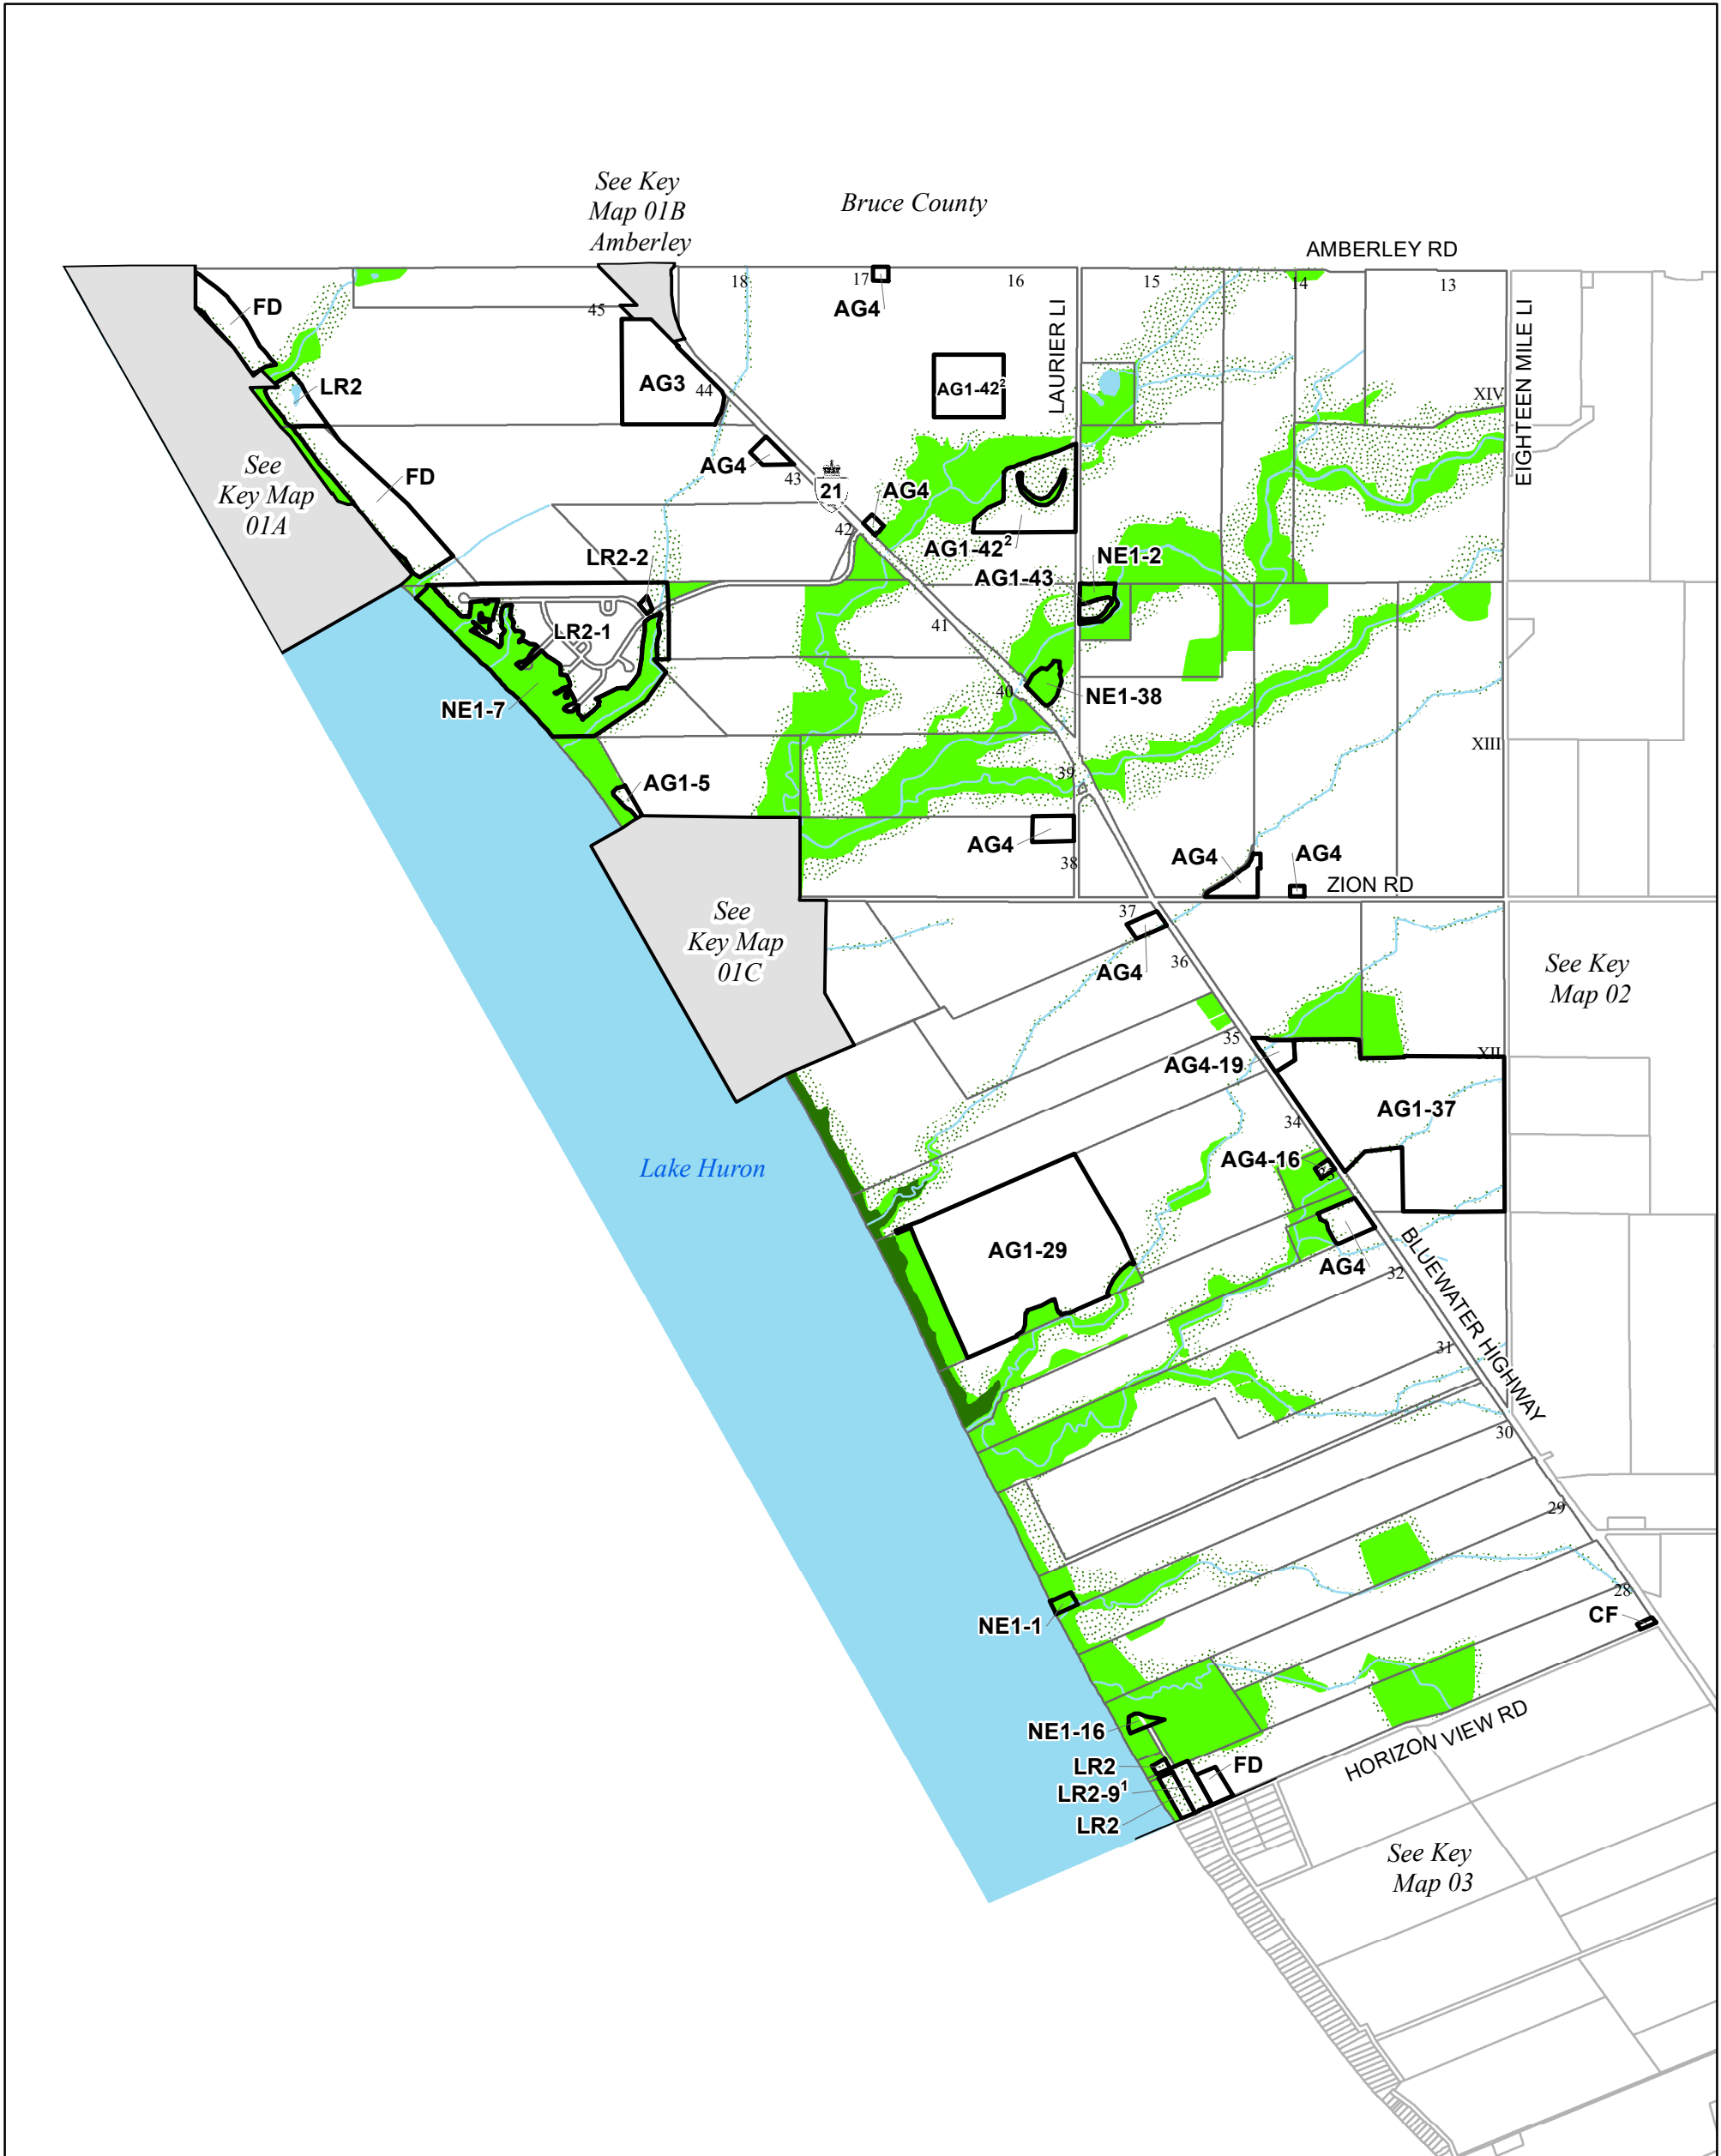 See Key
Map 01B
Amberley
Bruce County
AMBERLEY RD
18
17
16
15
14
13
AG4
FD
45
LAURIER LI
EIGHTEEN MILE LI
LR2
AG3
44
AG1-42²
XIV
See
Key Map
01A
FD
AG4
43
21
AG4
42
AG1-42²
LR2-2
AG1-43
NE1-2
41
LR2-1
40
NE1-38
NE1-7
XIII
39
AG1-5
AG4
38
AG4
AG4
ZION RD
See
Key Map
01C
37
AG4
36
See Key
Map 02
35
XII
AG4-19
AG1-37
34
Lake Huron
AG4-16
AG1-29
AG4
32
BLUEWATER HIGHWAY
31
30
29
28
CF
NE1-1
NE1-16
HORIZON VIEW RD
LR2
FD
LR2-9¹
LR2
See Key
Map 03